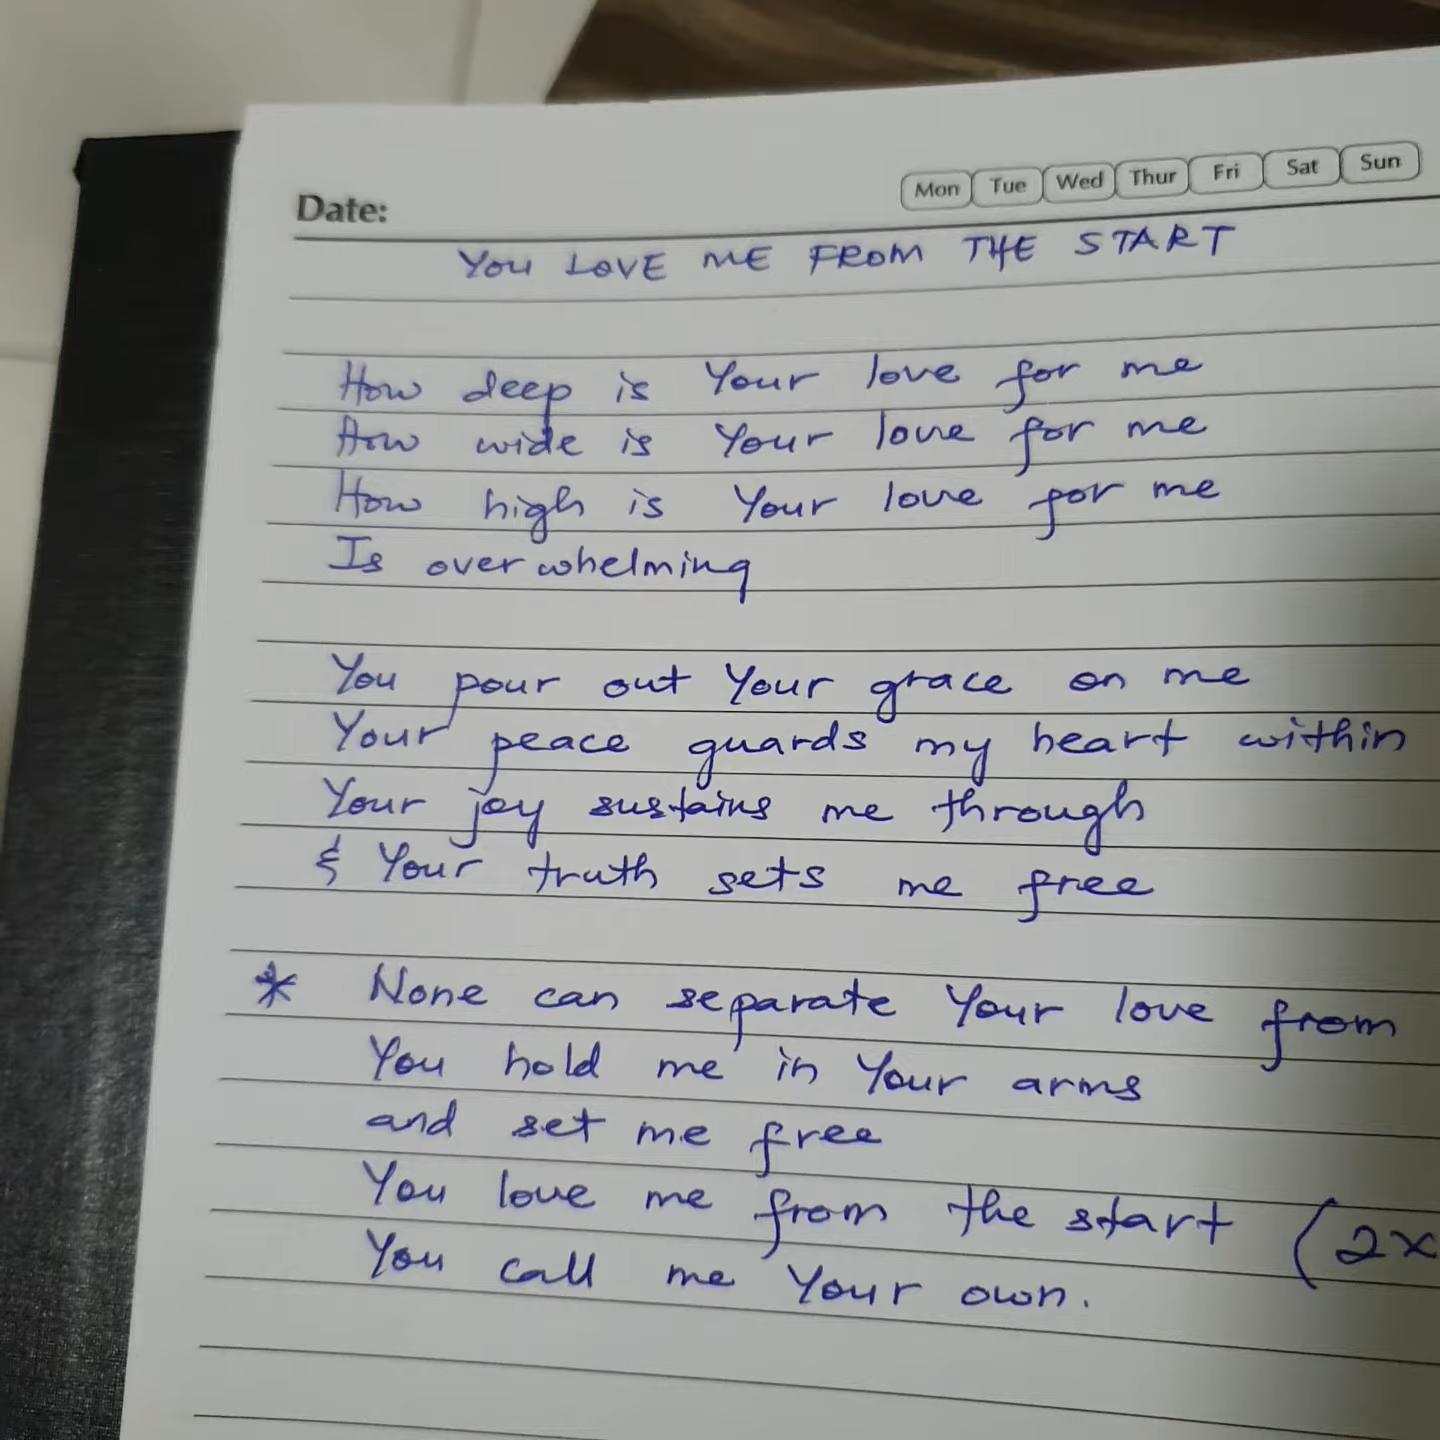 Mon Tue Wed Thur Fri Sat Sun
Date:
YOU LOVE ME FROM THE START
How deep is Your love for me
How wide is Your love for me
How high is Your love for me
Is overwhelming
You pour out Your grace on me
Your peace guards my heart within
Your joy sustains me through
& Your truth sets me free
* None can separate Your love from
You hold me in Your arms
and set me free
You love me from the start (2x
You call me Your own.